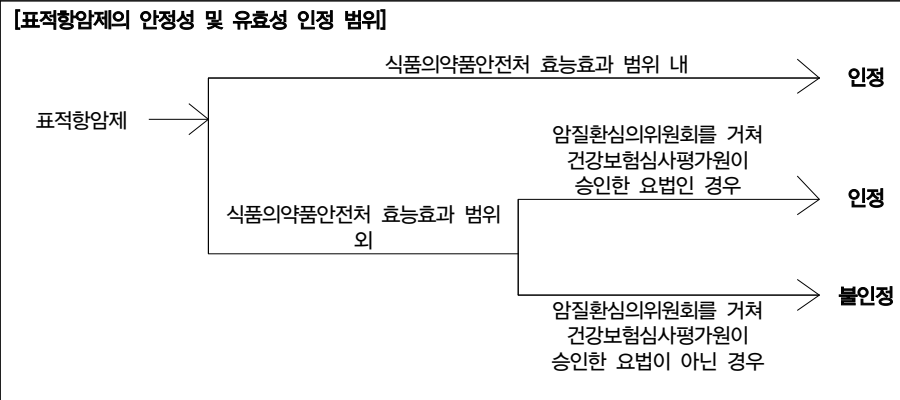 [표적항암제의 안정성 및 유효성 인정 범위]
식품의약품안전처 효능효과 범위 내
인정
표적항암제
암질환심의위원회를 거쳐
건강보험심사평가원이
승인한 요법인 경우
인정
식품의약품안전처 효능효과 범위
외
불인정
암질환심의위원회를 거쳐
건강보험심사평가원이
승인한 요법이 아닌 경우